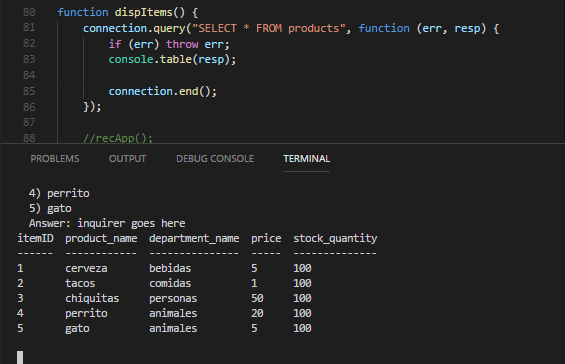 80 function dispItems() {
81 connection.query("SELECT * FROM products", function (err, resp) {
82 if (err) throw err;
83 console.table(resp);
84
85 connection.end();
86 });
87
88 //recApp();
PROBLEMS OUTPUT DEBUG CONSOLE TERMINAL
4) perrito
5) gato
Answer: inquirer goes here
itemID product_name department_name price stock_quantity
------ ------------ --------------- ----- --------------
1 cerveza bebidas 5 100
2 tacos comidas 1 100
3 chiquitas personas 50 100
4 perrito animales 20 100
5 gato animales 5 100